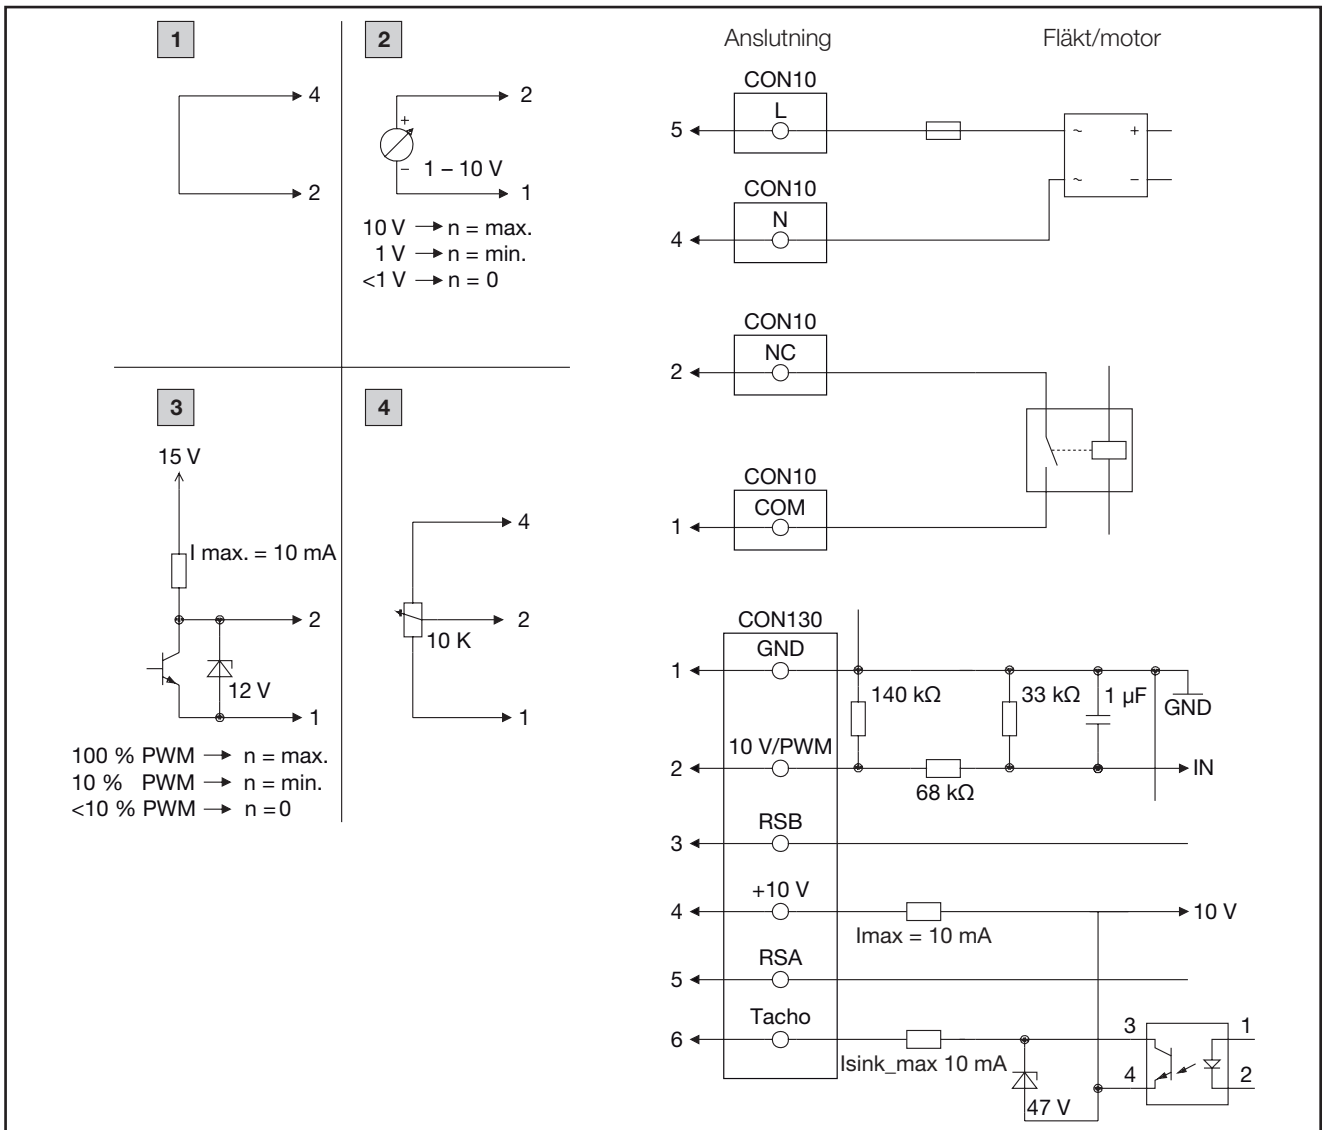 1
4
2
2
2
+
−
1 – 10 V
1
10 V → n = max.
1 V → n = min.
<1 V → n = 0
3
15 V
I max. = 10 mA
2
12 V
1
100 % PWM → n = max.
10 % PWM → n = min.
<10 % PWM → n = 0
4
4
2
10 K
1
Anslutning
Fläkt/motor
CON10
L
5
~ +
~ −
CON10
N
4
CON10
NC
2
CON10
COM
1
CON130
GND
1
140 kΩ
33 kΩ
1 µF
GND
10 V/PWM
2
IN
68 kΩ
RSB
3
+10 V
4
10 V
Imax = 10 mA
RSA
5
Tacho
6
3
1
Isink_max 10 mA
4
2
47 V